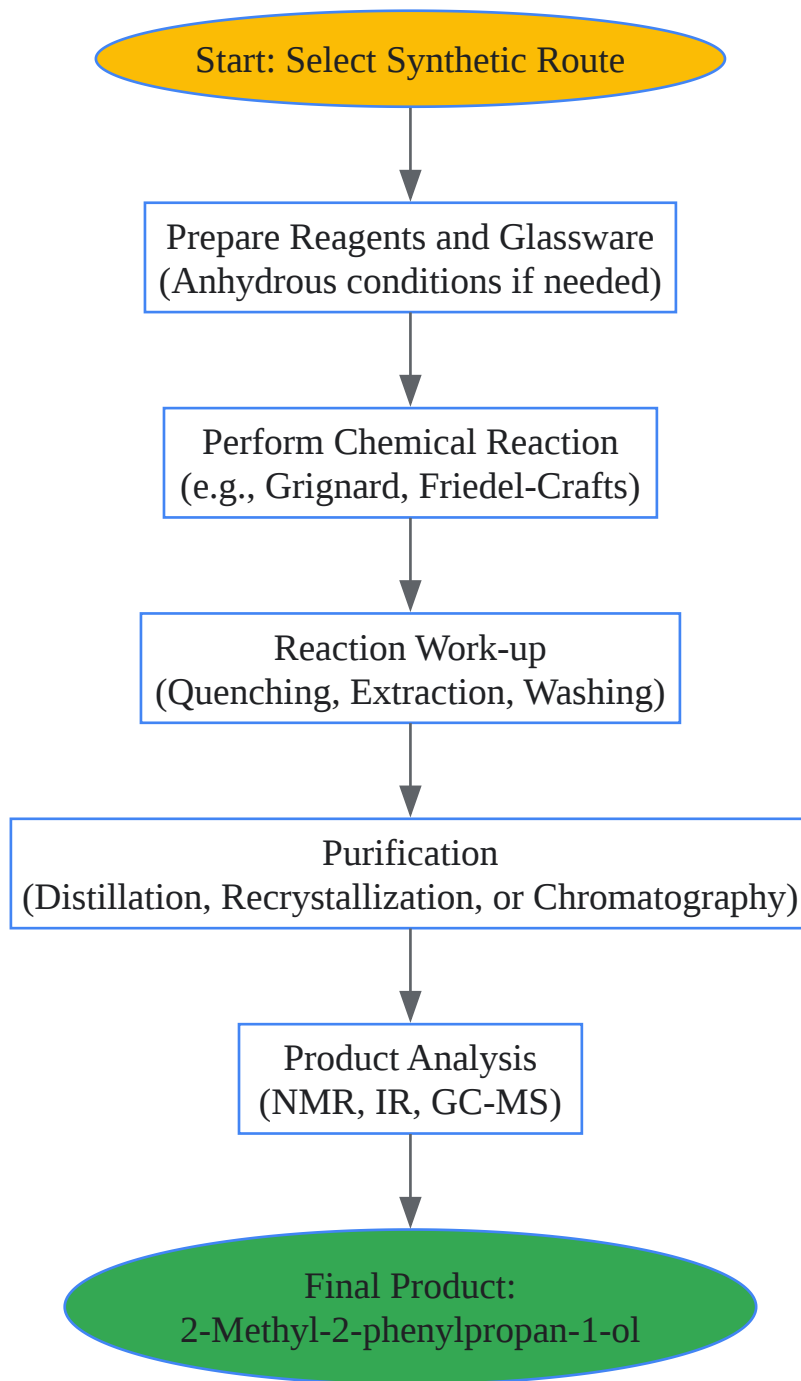 Start: Select Synthetic Route
Prepare Reagents and Glassware
(Anhydrous conditions if needed)
Perform Chemical Reaction
(e.g., Grignard, Friedel-Crafts)
Reaction Work-up
(Quenching, Extraction, Washing)
Purification
(Distillation, Recrystallization, or Chromatography)
Product Analysis
(NMR, IR, GC-MS)
Final Product:
2-Methyl-2-phenylpropan-1-ol